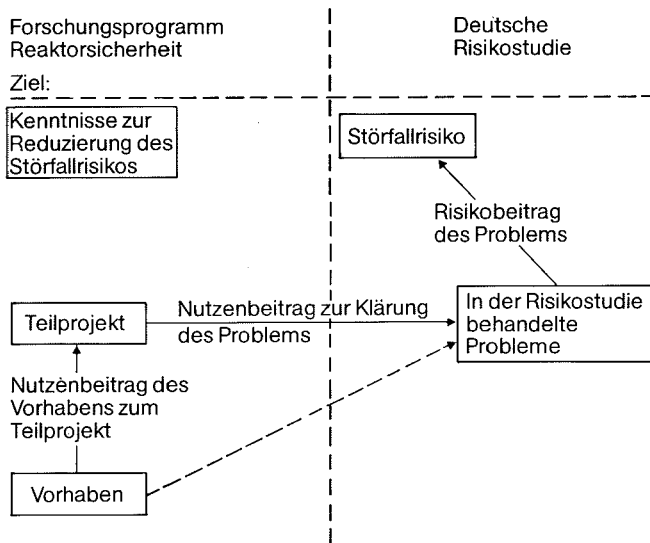 Forschungsprogramm
Reaktorsicherheit
Deutsche
Risikostudie
Ziel:
Kenntnisse zur
Reduzierung des
Störfallrisikos
Störfallrisiko
Risikobeitrag
des Problems
Teilprojekt
Nutzenbeitrag zur Klärung
des Problems
In der Risikostudie
behandelte
Probleme
Nutzenbeitrag des
Vorhabens zum
Teilprojekt
Vorhaben